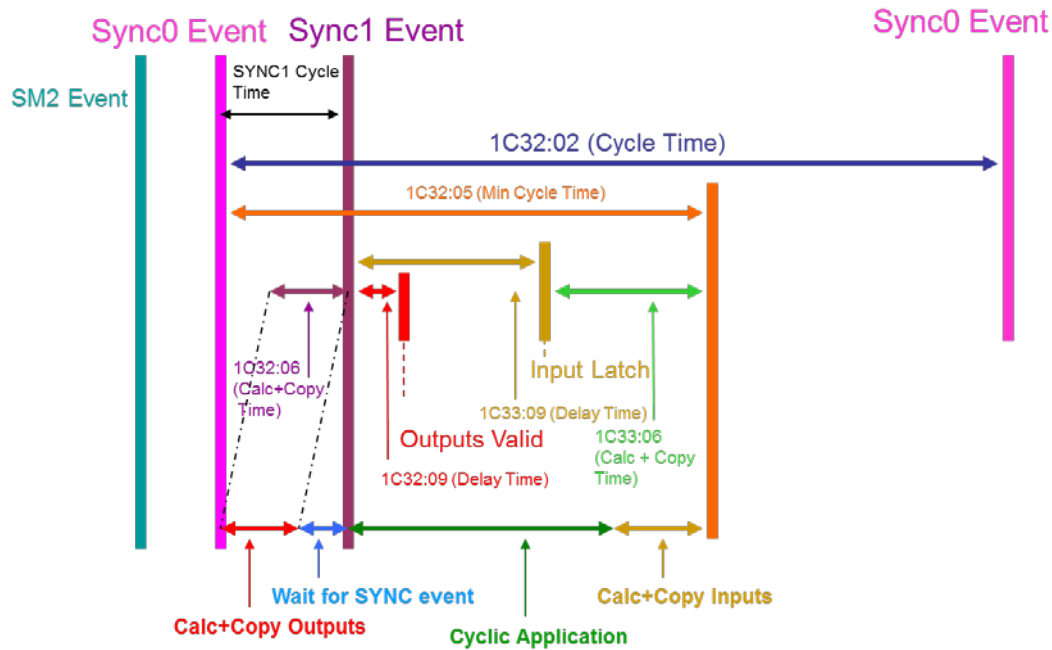 Sync0 Event
Sync1 Event
Sync0 Event
SYNC1 Cycle
Time
SM2 Event
1C32:02 (Cycle Time)
1C32:05 (Min Cycle Time)
1C32:06
(Calc+Copy
Time)
Input Latch
1C33:09 (Delay Time)
Outputs Valid
1C32:09 (Delay Time)
1C33:06
(Calc + Copy
Time)
Wait for SYNC event
Calc+Copy Inputs
Calc+Copy Outputs
Cyclic Application